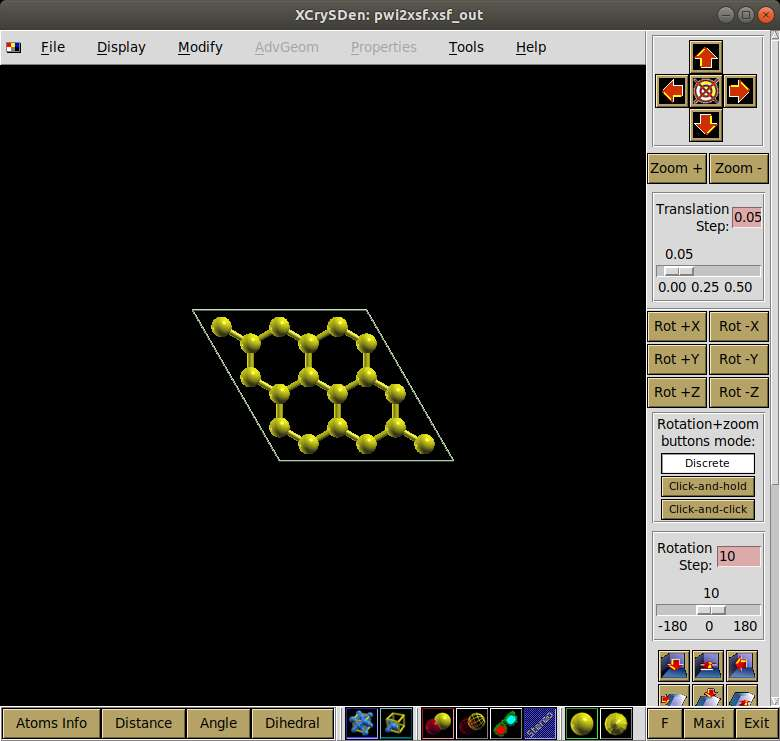 XCrySDen: pwi2xsf.xsf_out
File Display Modify AdvGeom Properties Tools Help
Zoom + Zoom -
Translation
Step: 0.05
0.05
0.00 0.25 0.50
Rot +X Rot -X
Rot +Y Rot -Y
Rot +Z Rot -Z
Rotation+zoom
buttons mode:
Discrete
Click-and-hold
Click-and-click
Rotation
Step: 10
10
-180 0 180
Atoms Info Distance Angle Dihedral Stereo F Maxi Exit